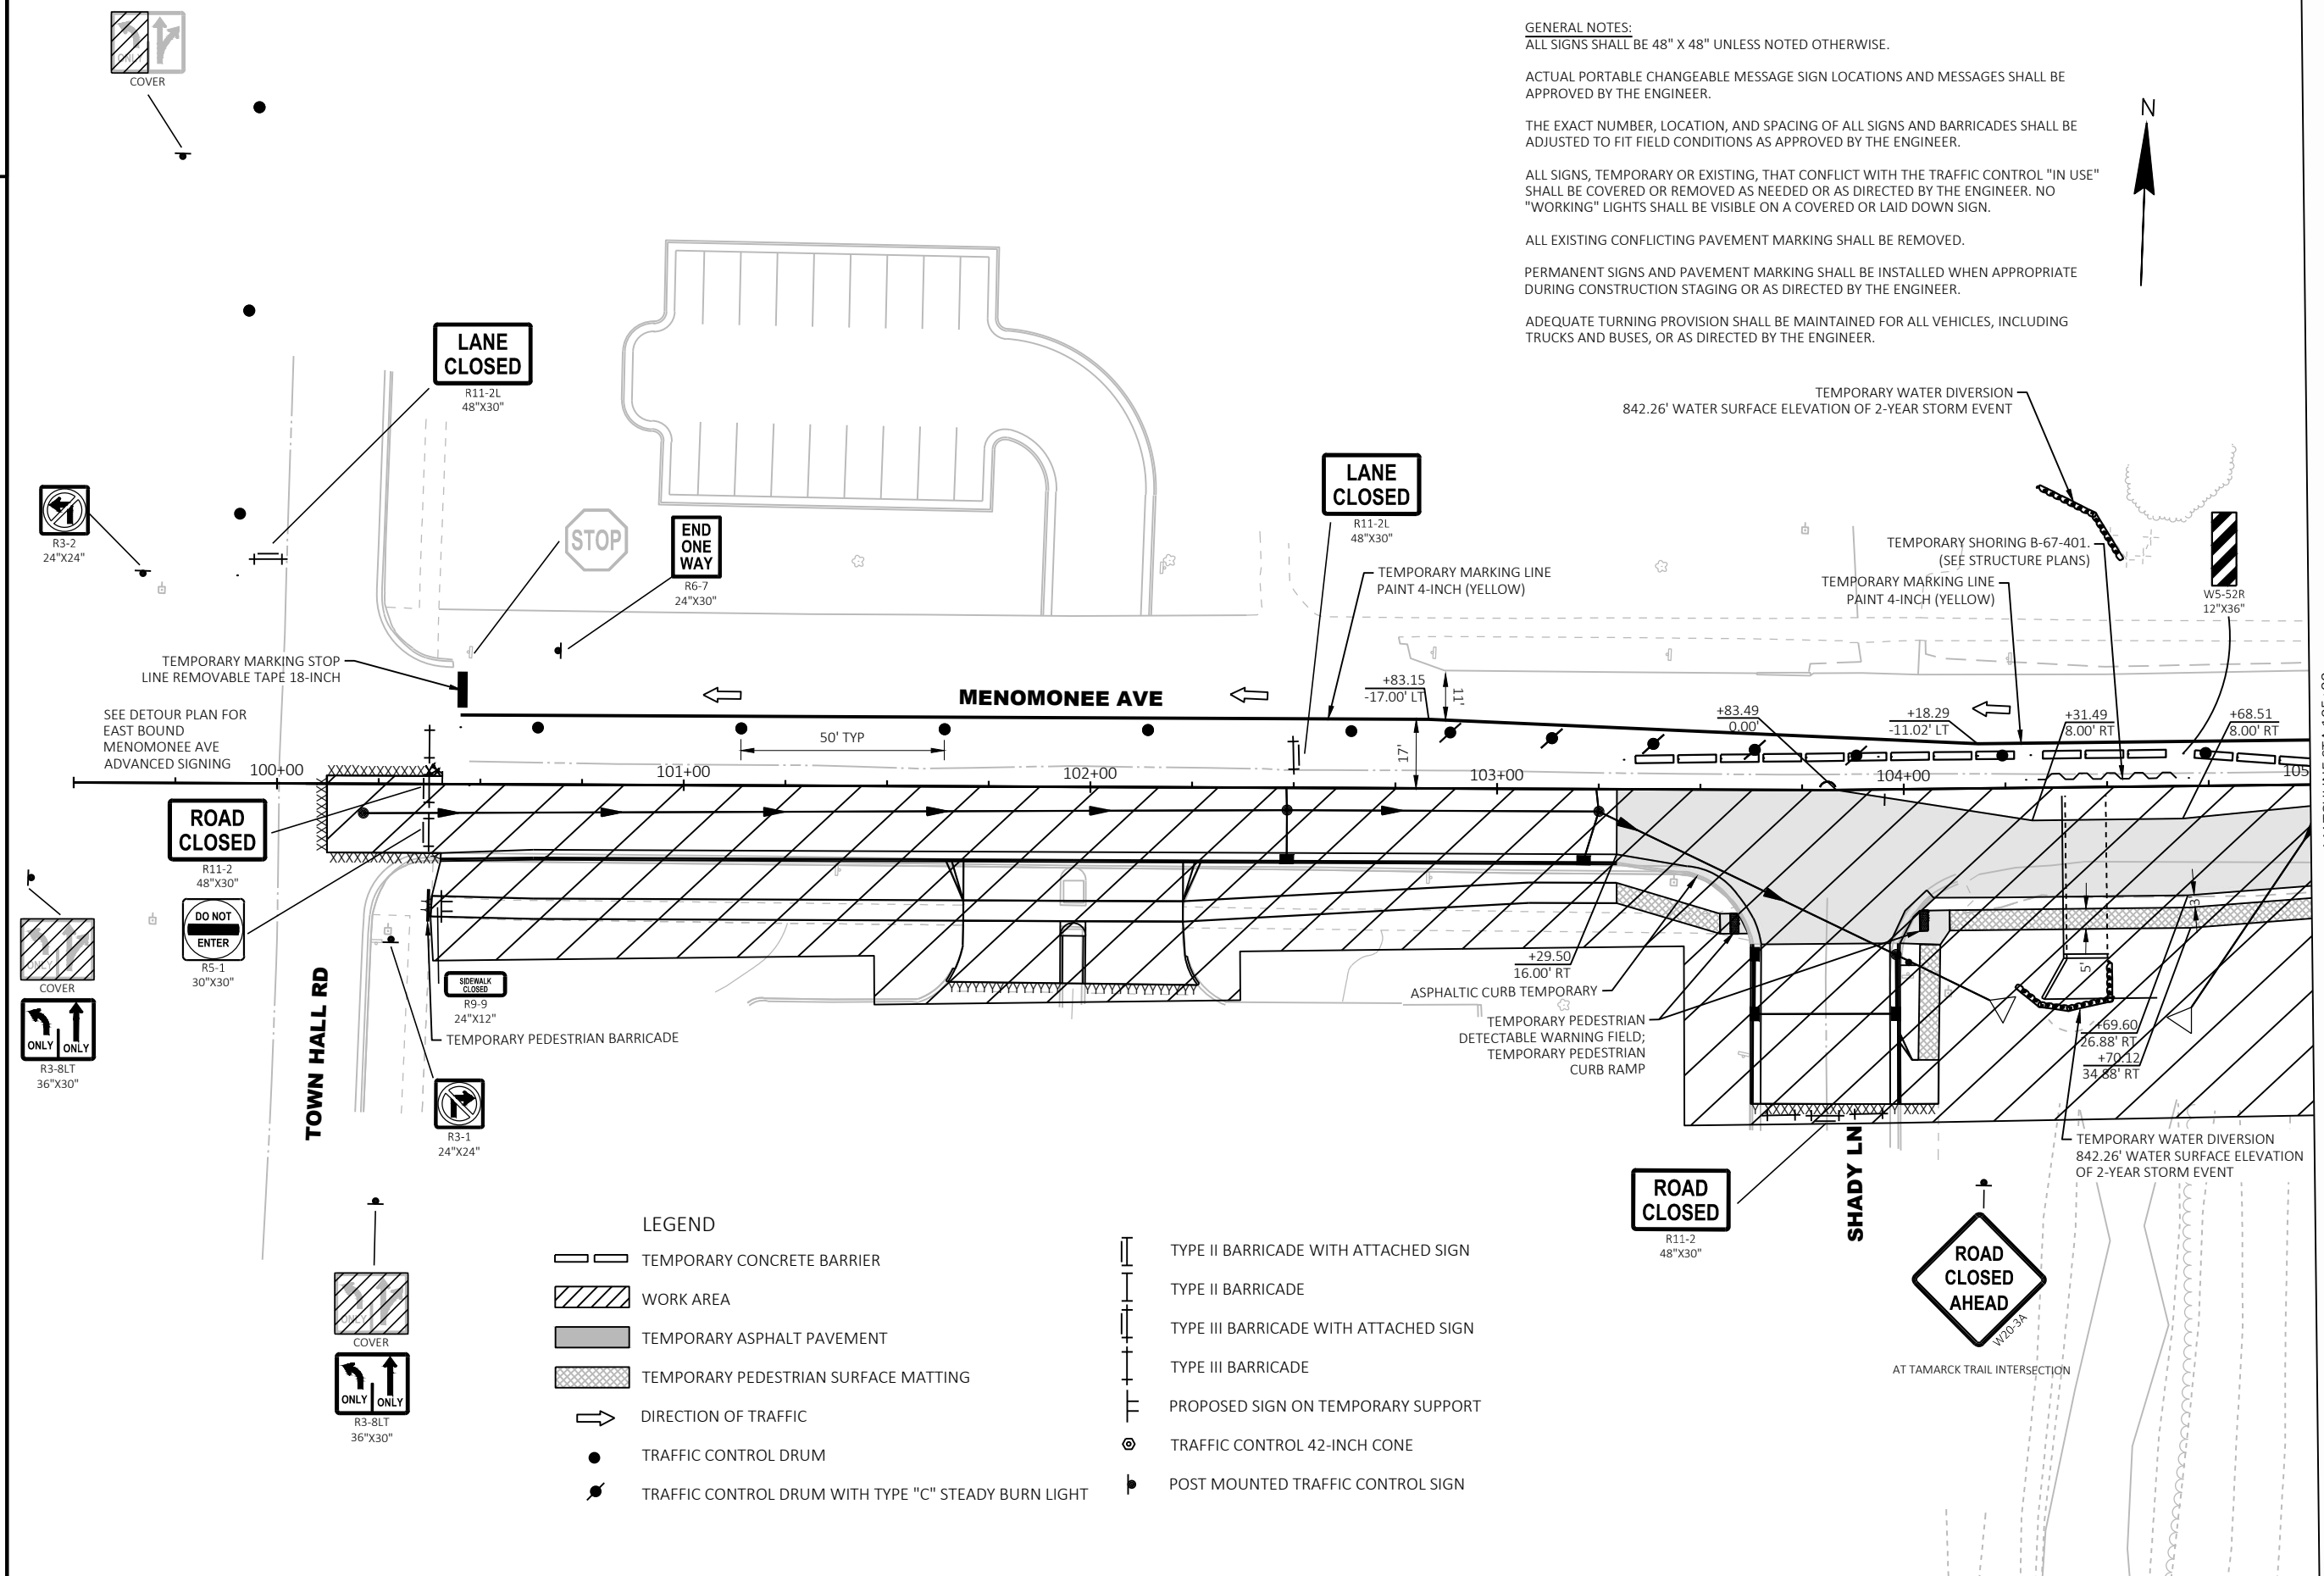 GENERAL NOTES:
ALL SIGNS SHALL BE 48" X 48" UNLESS NOTED OTHERWISE.
ACTUAL PORTABLE CHANGEABLE MESSAGE SIGN LOCATIONS AND MESSAGES SHALL BE
APPROVED BY THE ENGINEER.
THE EXACT NUMBER, LOCATION, AND SPACING OF ALL SIGNS AND BARRICADES SHALL BE
ADJUSTED TO FIT FIELD CONDITIONS AS APPROVED BY THE ENGINEER.
ALL SIGNS, TEMPORARY OR EXISTING, THAT CONFLICT WITH THE TRAFFIC CONTROL "IN USE"
SHALL BE COVERED OR REMOVED AS NEEDED OR AS DIRECTED BY THE ENGINEER. NO
"WORKING" LIGHTS SHALL BE VISIBLE ON A COVERED OR LAID DOWN SIGN.
ALL EXISTING CONFLICTING PAVEMENT MARKING SHALL BE REMOVED.
PERMANENT SIGNS AND PAVEMENT MARKING SHALL BE INSTALLED WHEN APPROPRIATE
DURING CONSTRUCTION STAGING OR AS DIRECTED BY THE ENGINEER.
ADEQUATE TURNING PROVISION SHALL BE MAINTAINED FOR ALL VEHICLES, INCLUDING
TRUCKS AND BUSES, OR AS DIRECTED BY THE ENGINEER.
N
ONLY
COVER
LANE
CLOSED
R11-2L
48"X30"
R3-2
24"X24"
STOP
END
ONE
WAY
R6-7
24"X30"
LANE
CLOSED
R11-2L
48"X30"
TEMPORARY MARKING LINE
PAINT 4-INCH (YELLOW)
TEMPORARY WATER DIVERSION
842.26' WATER SURFACE ELEVATION OF 2-YEAR STORM EVENT
TEMPORARY SHORING B-67-401.
(SEE STRUCTURE PLANS)
TEMPORARY MARKING LINE
PAINT 4-INCH (YELLOW)
W5-52R
12"X36"
TEMPORARY MARKING STOP
LINE REMOVABLE TAPE 18-INCH
SEE DETOUR PLAN FOR
EAST BOUND
MENOMONEE AVE
ADVANCED SIGNING
MENOMONEE AVE
50' TYP
+83.15
-17.00' LT
11'
17'
+83.49
0.00'
+18.29
-11.02' LT
+31.49
8.00' RT
+68.51
8.00' RT
100+00
101+00
102+00
103+00
104+00
105
ROAD
CLOSED
R11-2
48"X30"
DO NOT
ENTER
R5-1
30"X30"
ONLY
COVER
ONLY
ONLY
R3-8LT
36"X30"
TOWN HALL RD
SIDEWALK
CLOSED
R9-9
24"X12"
TEMPORARY PEDESTRIAN BARRICADE
R3-1
24"X24"
ONLY
COVER
ONLY
ONLY
R3-8LT
36"X30"
+29.50
16.00' RT
ASPHALTIC CURB TEMPORARY
TEMPORARY PEDESTRIAN
DETECTABLE WARNING FIELD;
TEMPORARY PEDESTRIAN
CURB RAMP
3'
5'
+69.60
26.88' RT
+70.12
34.88' RT
TEMPORARY WATER DIVERSION
842.26' WATER SURFACE ELEVATION
OF 2-YEAR STORM EVENT
ROAD
CLOSED
R11-2
48"X30"
SHADY LN
ROAD
CLOSED
AHEAD
W20-3A
AT TAMARCK TRAIL INTERSECTION
LEGEND
TEMPORARY CONCRETE BARRIER
WORK AREA
TEMPORARY ASPHALT PAVEMENT
TEMPORARY PEDESTRIAN SURFACE MATTING
DIRECTION OF TRAFFIC
TRAFFIC CONTROL DRUM
TRAFFIC CONTROL DRUM WITH TYPE "C" STEADY BURN LIGHT
TYPE II BARRICADE WITH ATTACHED SIGN
TYPE II BARRICADE
TYPE III BARRICADE WITH ATTACHED SIGN
TYPE III BARRICADE
PROPOSED SIGN ON TEMPORARY SUPPORT
TRAFFIC CONTROL 42-INCH CONE
POST MOUNTED TRAFFIC CONTROL SIGN